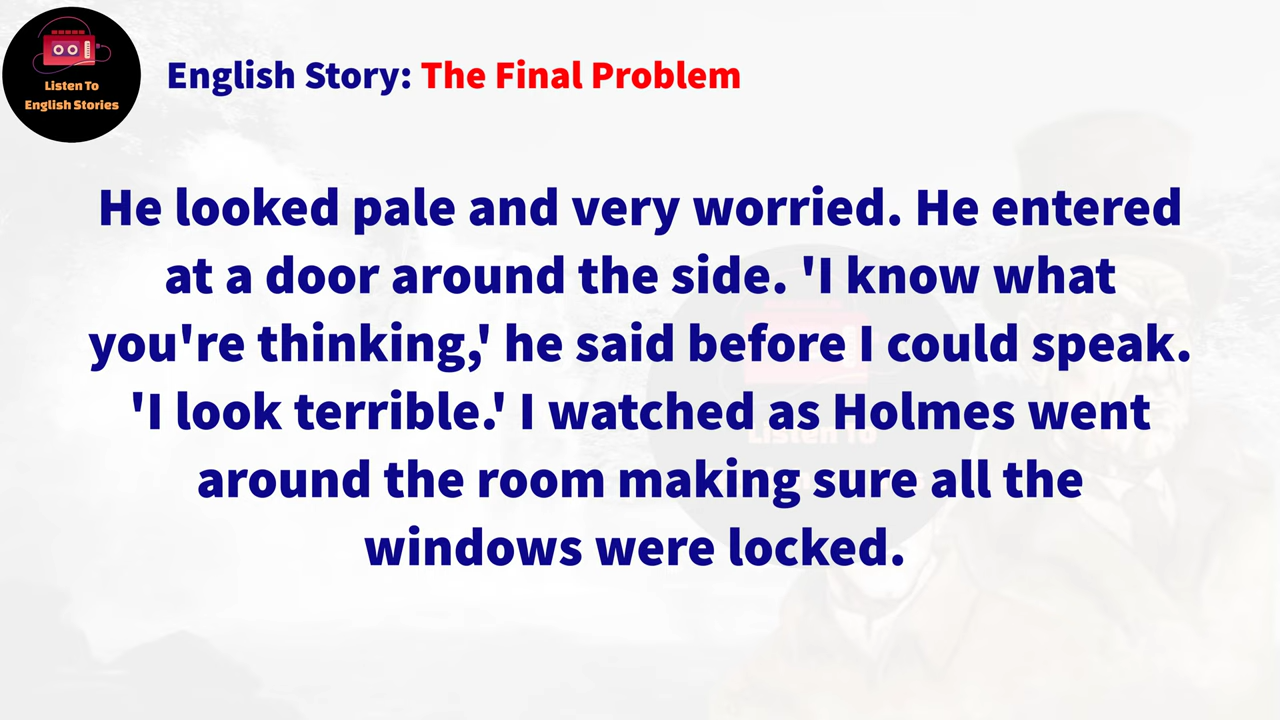 Listen To
English Stories
English Story: The Final Problem
He looked pale and very worried. He entered
at a door around the side. 'I know what
you're thinking,' he said before I could speak.
'I look terrible.' I watched as Holmes went
around the room making sure all the
windows were locked.
Listen To